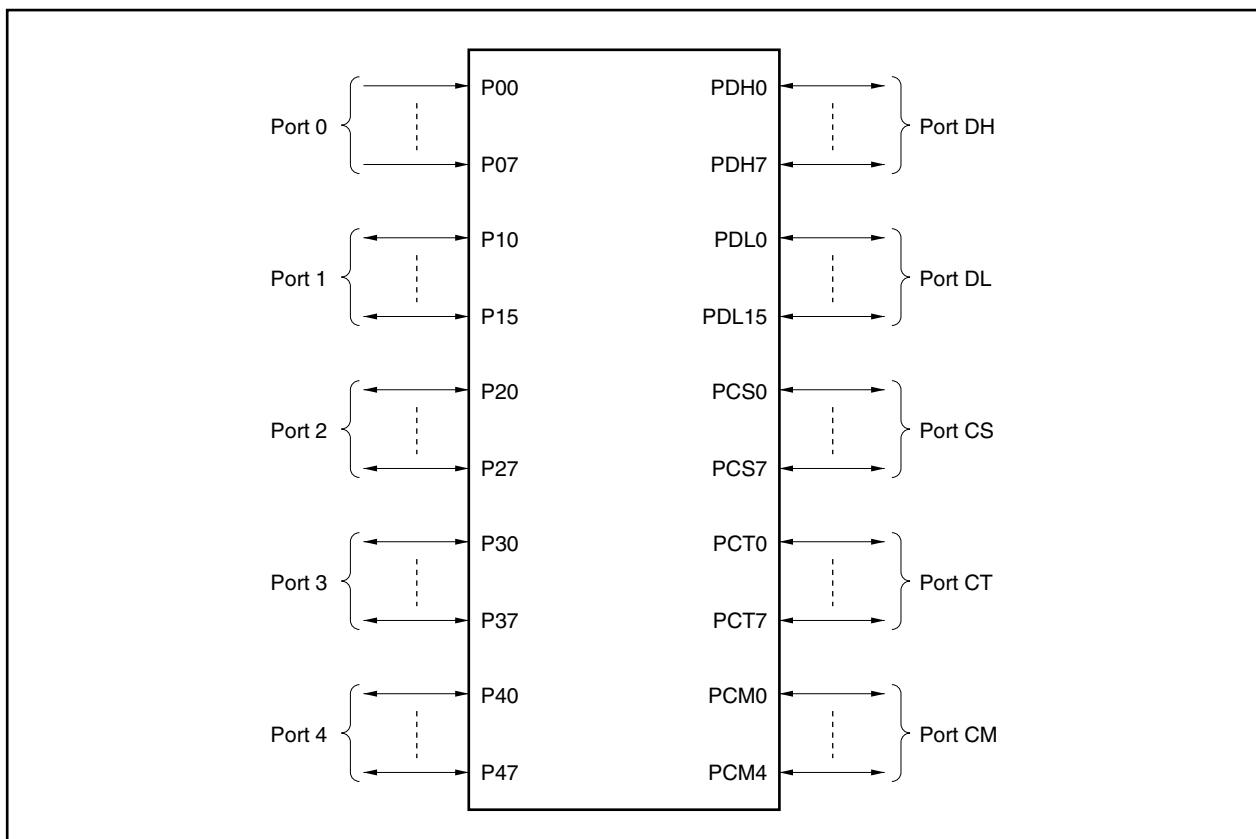 Port 0
P00
P07
Port 1
P10
P15
Port 2
P20
P27
Port 3
P30
P37
Port 4
P40
P47
PDH0
PDH7
Port DH
PDL0
PDL15
Port DL
PCS0
PCS7
Port CS
PCT0
PCT7
Port CT
PCM0
PCM4
Port CM